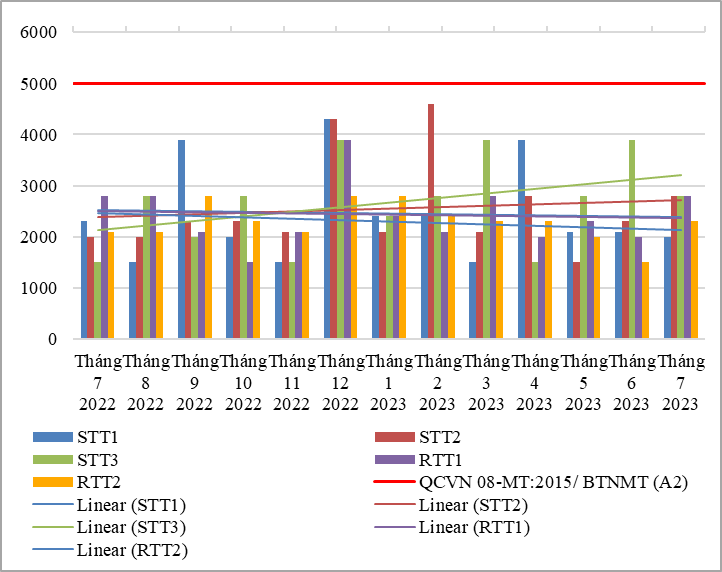 6000
5000
4000
3000
2000
1000
0
Tháng Tháng Tháng Tháng Tháng Tháng Tháng Tháng Tháng Tháng Tháng Tháng Tháng
7 8 9 10 11 12 1 2 3 4 5 6 7
2022 2022 2022 2022 2022 2022 2023 2023 2023 2023 2023 2023 2023
STT1 STT2
STT3 RTT1
RTT2 QCVN 08-MT:2015/ BTNMT (A2)
Linear (STT1) Linear (STT2)
Linear (STT3) Linear (RTT1)
Linear (RTT2)